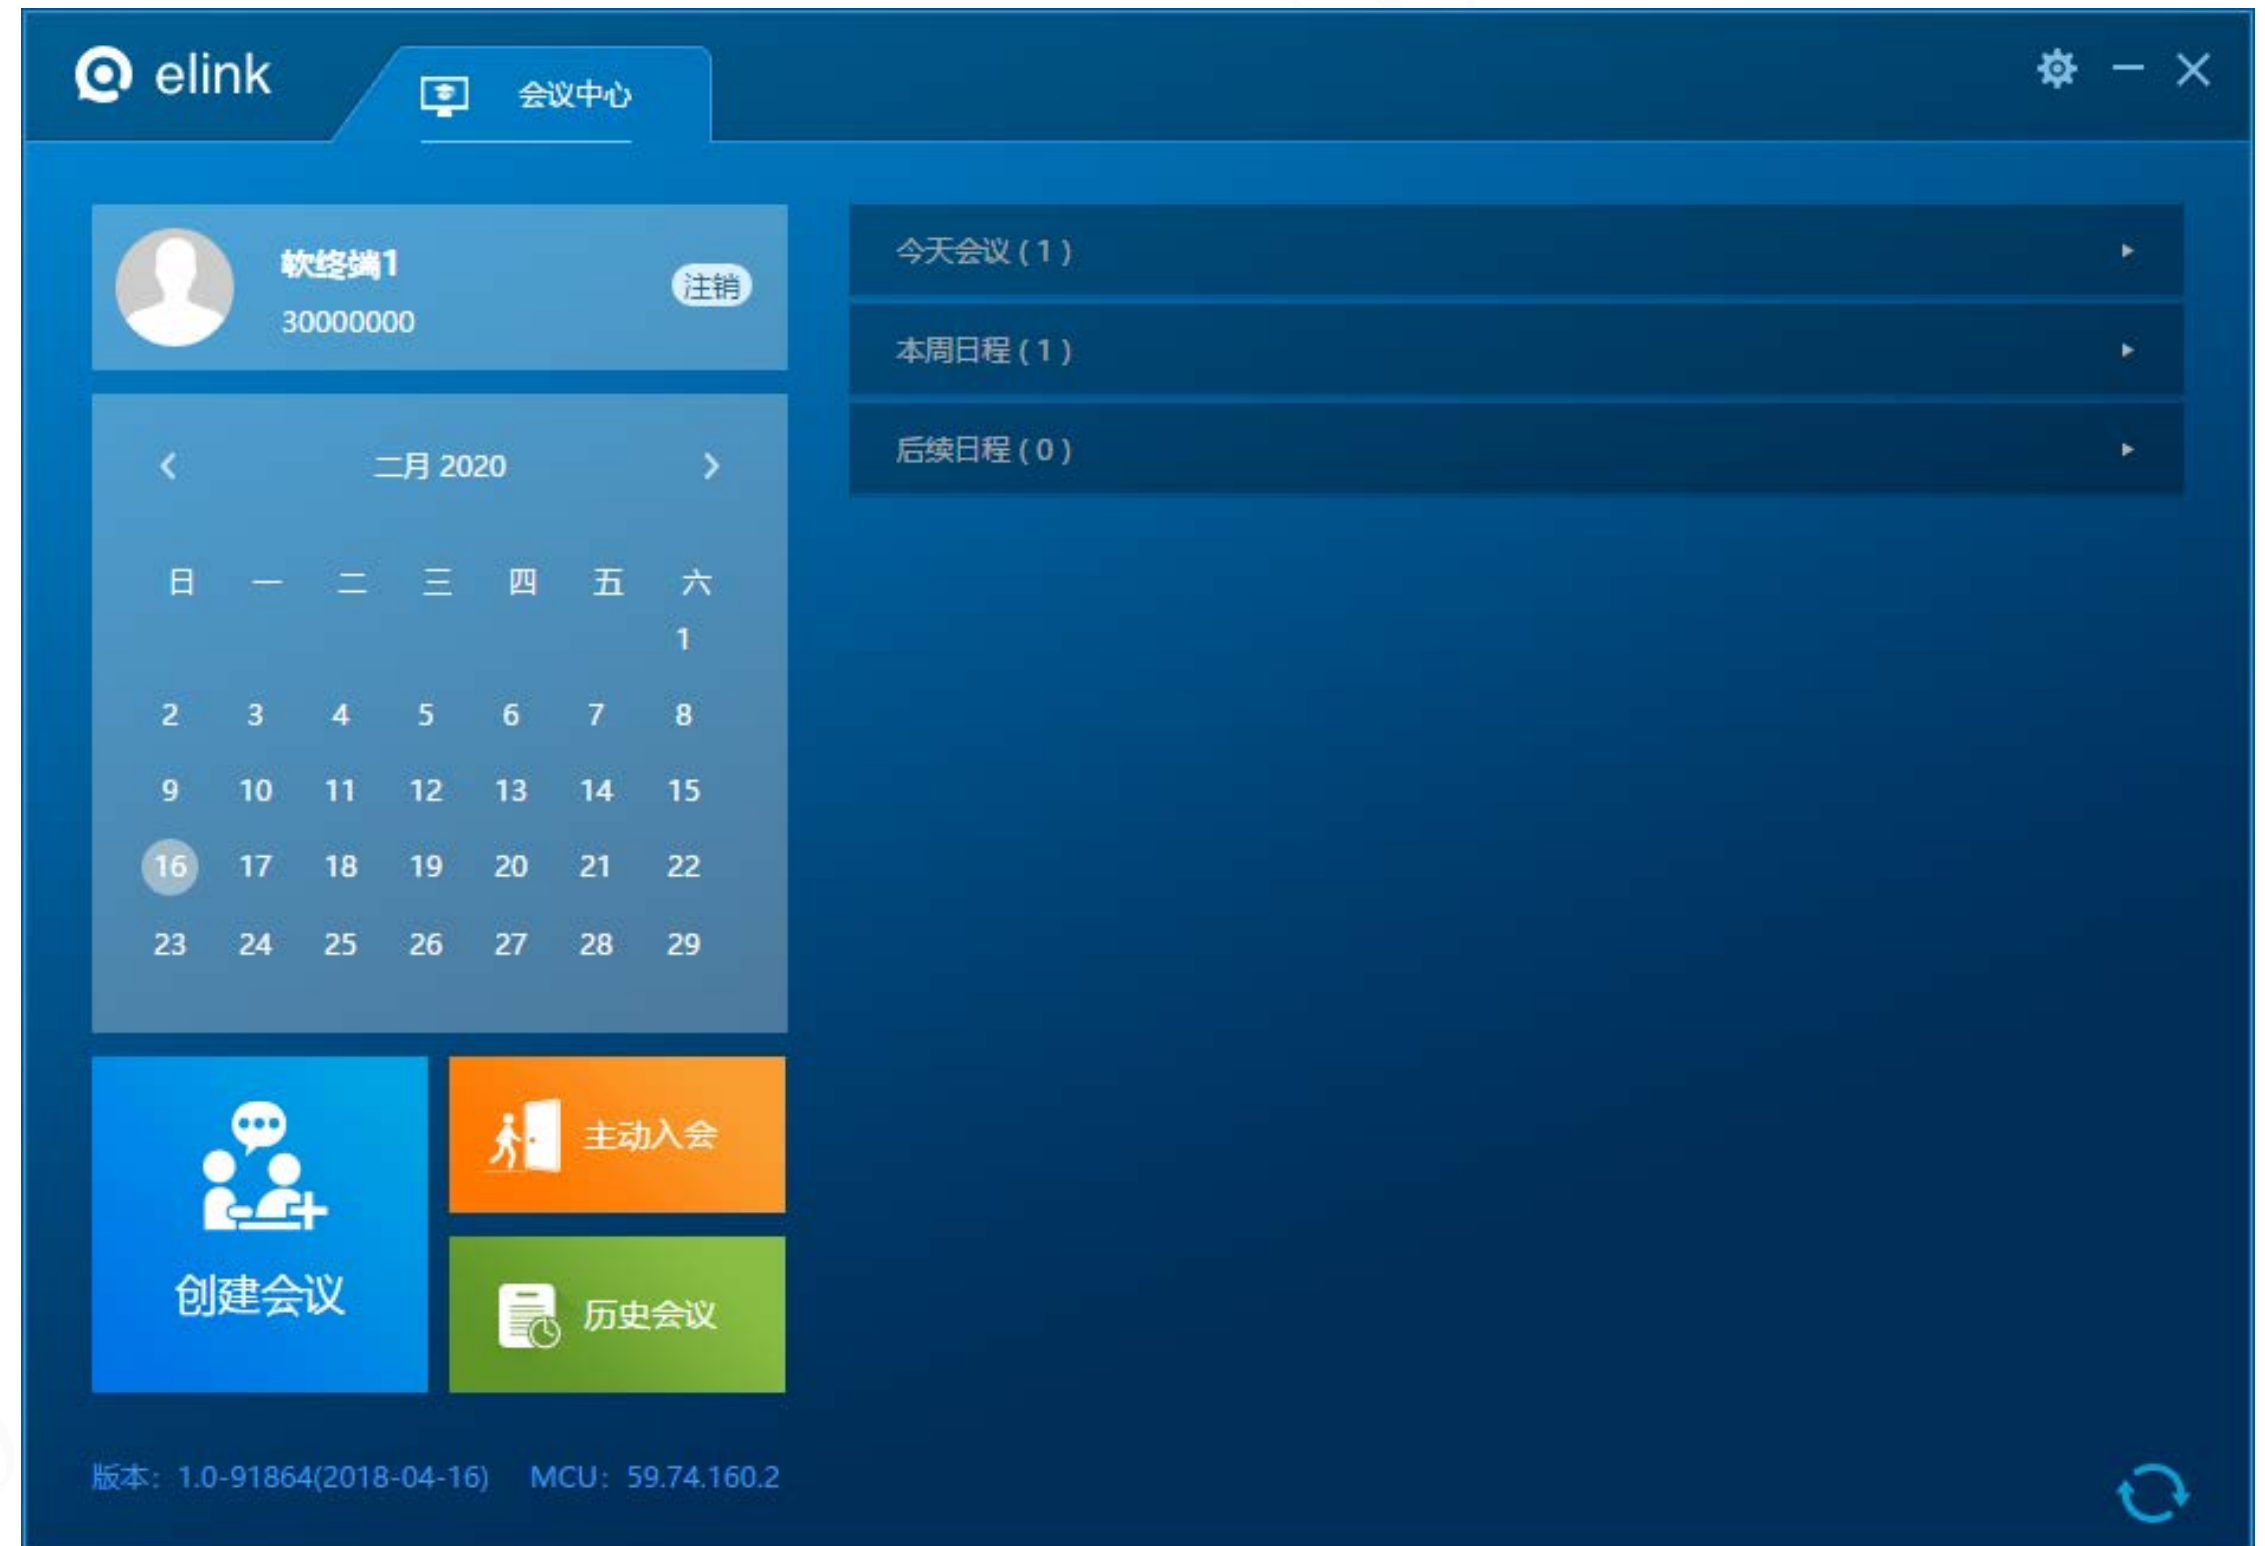 elink
会议中心
软终端1
30000000
注销
二月 2020
日 一 二 三 四 五 六
1
2 3 4 5 6 7 8
9 10 11 12 13 14 15
16 17 18 19 20 21 22
23 24 25 26 27 28 29
创建会议
主动入会
历史会议
今天会议 ( 1 )
本周日程 ( 1 )
后续日程 ( 0 )
版本：1.0-91864(2018-04-16) MCU：59.74.160.2